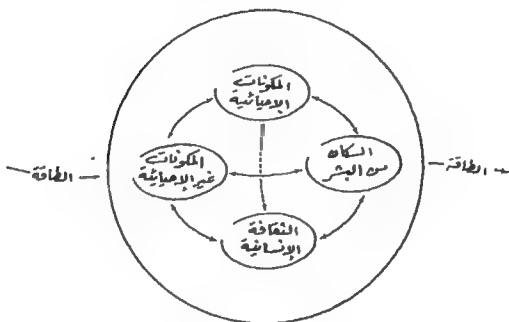 المكونات
الإحيائية
السكان
من البشر
المكونات
غير الإحيائية
الطاقة
الطاقة
الثقافة
الإنسانية